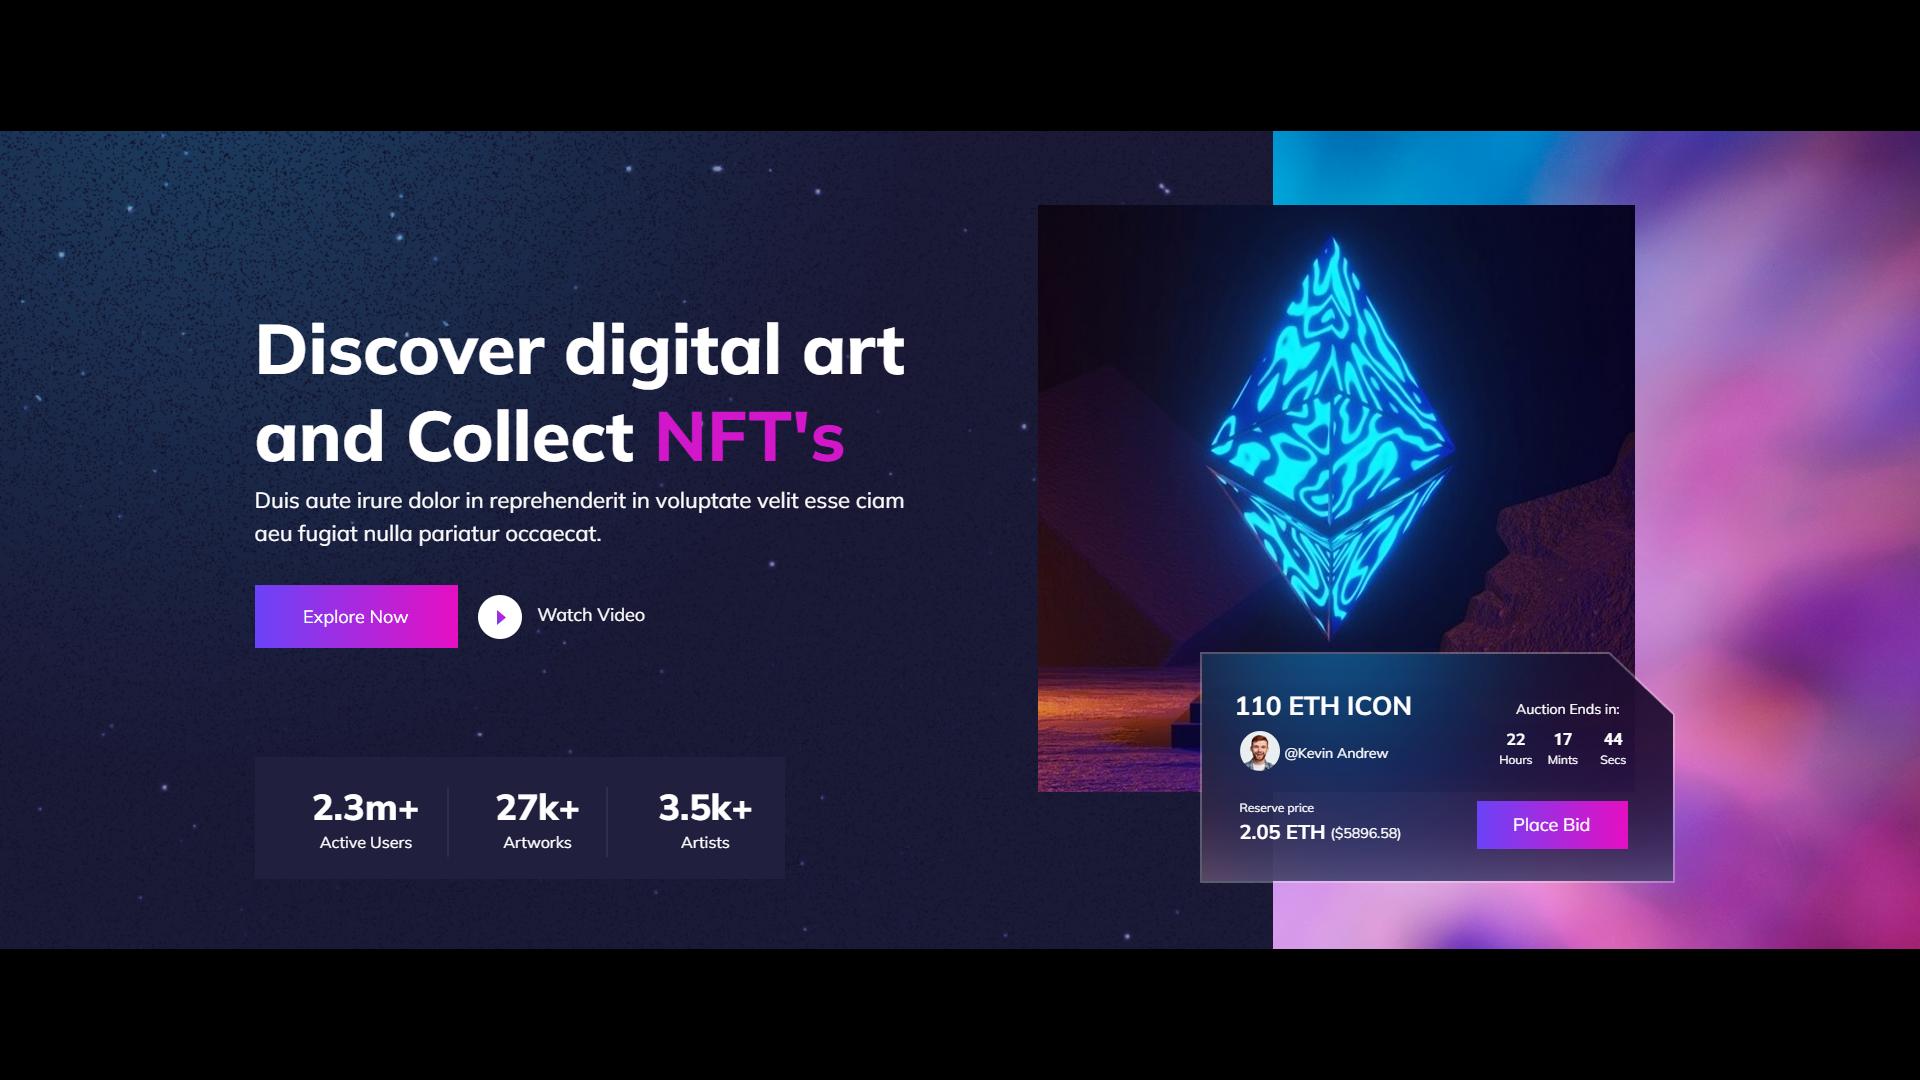 Discover digital art
and Collect NFT's
Duis aute irure dolor in reprehenderit in voluptate velit esse ciam
aeu fugiat nulla pariatur occaecat.
Explore Now
Watch Video
2.3m+ 27k+ 3.5k+
Active Users Artworks Artists
110 ETH ICON
@Kevin Andrew
Auction Ends in:
22 17 44
Hours Mints Secs
Reserve price
2.05 ETH ($5896.58)
Place Bid